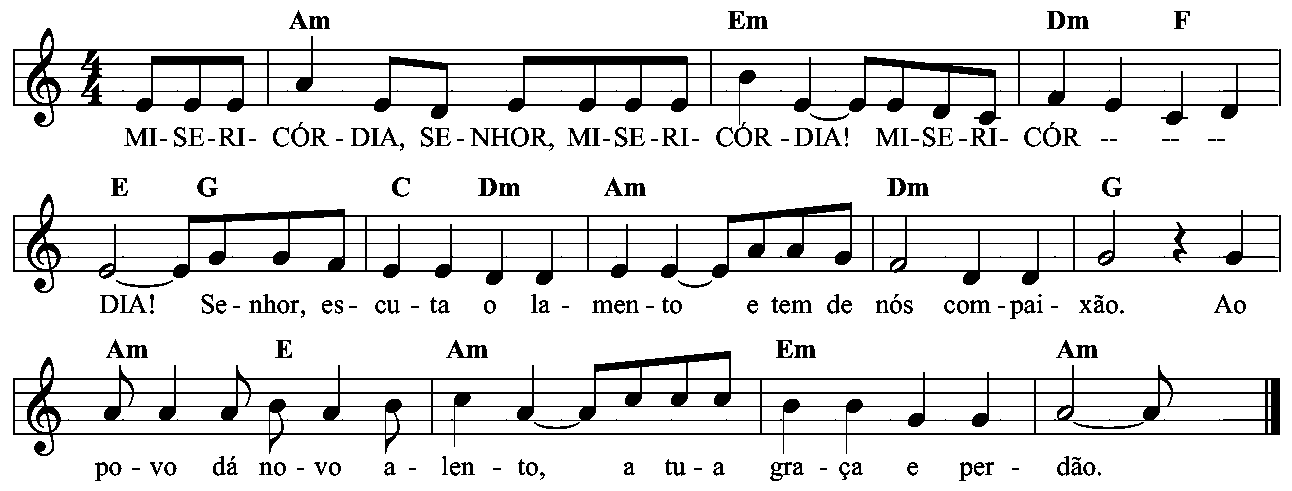 Am Em Dm F
4
4
MI-SE-RI- CÓR-DIA, SE-NHOR, MI-SE-RI- CÓR-DIA! MI-SE-RI- CÓR -- -- --
E G C Dm Am Dm G
DIA! Se-nhor, es-cu-ta o la-men-to e tem de nós com-pai-xão. Ao
Am E Am Em Am
po-vo dá no-vo a-len-to, a tu-a gra-ça e per-dão.